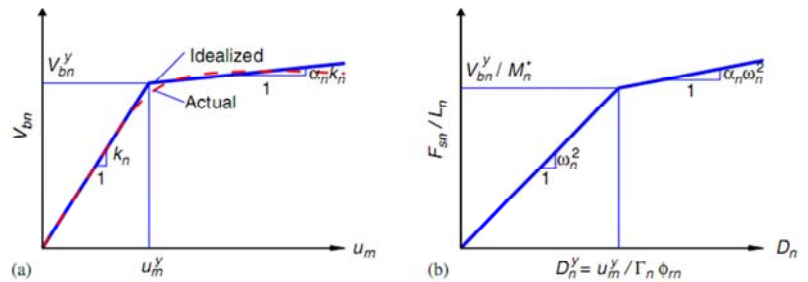 Idealized
Actual
V_bn^y
V_bn
k_n
1
α_n k_n
1
u_m
u_m^y
(a)
V_bn^y / M_n^*
F_sn / L_n
ω_n^2
1
α_n ω_n^2
1
D_n
D_n^y = u_m^y / Γ_n ϕ_rn
(b)